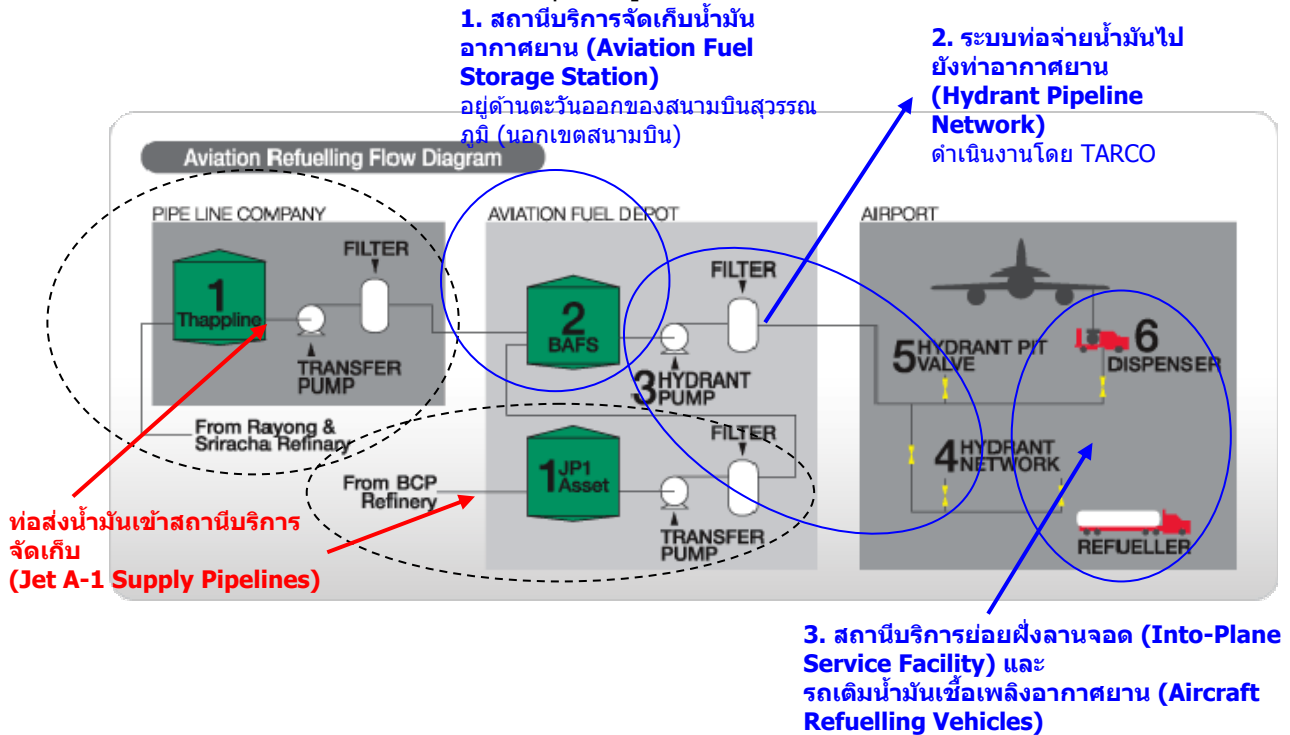 1. สถานีบริการจัดเก็บน้ำมัน
อากาศยาน (Aviation Fuel
Storage Station)
อยู่ด้านตะวันออกของสนามบินสุวรรณ
ภูมิ (นอกเขตสนามบิน)
2. ระบบท่อจ่ายน้ำมันไป
ยังท่าอากาศยาน
(Hydrant Pipeline
Network)
ดำเนินงานโดย TARCO
Aviation Refuelling Flow Diagram
PIPE LINE COMPANY
AVIATION FUEL DEPOT
AIRPORT
FILTER
1
Thappline
TRANSFER
PUMP
From Rayong &
Sriracha Refinary
FILTER
2
BAFS
3 HYDRANT
PUMP
FILTER
1 JP1
Asset
From BCP
Refinery
TRANSFER
PUMP
5 HYDRANT PIT
VALVE
6
DISPENSER
4 HYDRANT
NETWORK
REFUELLER
ท่อส่งน้ำมันเข้าสถานีบริการ
จัดเก็บ
(Jet A-1 Supply Pipelines)
3. สถานีบริการย่อยฝั่งลานจอด (Into-Plane
Service Facility) และ
รถเติมน้ำมันเชื้อเพลิงอากาศยาน (Aircraft
Refuelling Vehicles)